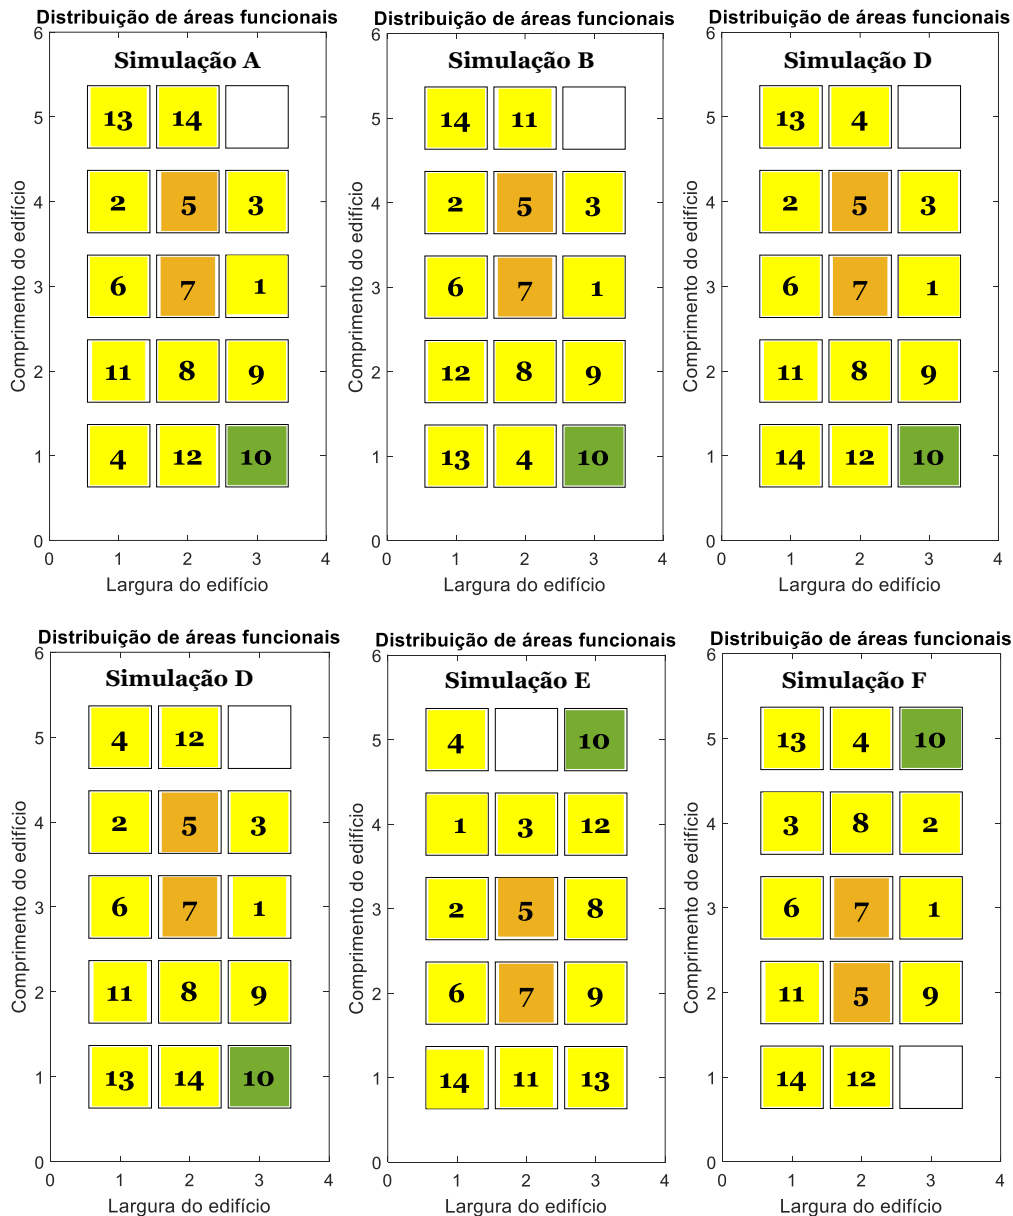 Distribuição de áreas funcionais
Simulação A
6
5
4
3
2
1
0
13 14
2 5 3
6 7 1
11 8 9
4 12 10
0 1 2 3 4
Comprimento do edifício
Largura do edifício
Distribuição de áreas funcionais
Simulação B
6
5
4
3
2
1
0
14 11
2 5 3
6 7 1
12 8 9
13 4 10
0 1 2 3 4
Comprimento do edifício
Largura do edifício
Distribuição de áreas funcionais
Simulação D
6
5
4
3
2
1
0
13 4
2 5 3
6 7 1
11 8 9
14 12 10
0 1 2 3 4
Comprimento do edifício
Largura do edifício
Distribuição de áreas funcionais
Simulação D
6
5
4
3
2
1
0
4 12
2 5 3
6 7 1
11 8 9
13 14 10
0 1 2 3 4
Comprimento do edifício
Largura do edifício
Distribuição de áreas funcionais
Simulação E
6
5
4
3
2
1
0
4 10
1 3 12
2 5 8
6 7 9
14 11 13
0 1 2 3 4
Comprimento do edifício
Largura do edifício
Distribuição de áreas funcionais
Simulação F
6
5
4
3
2
1
0
13 4 10
3 8 2
6 7 1
11 5 9
14 12
0 1 2 3 4
Comprimento do edifício
Largura do edifício